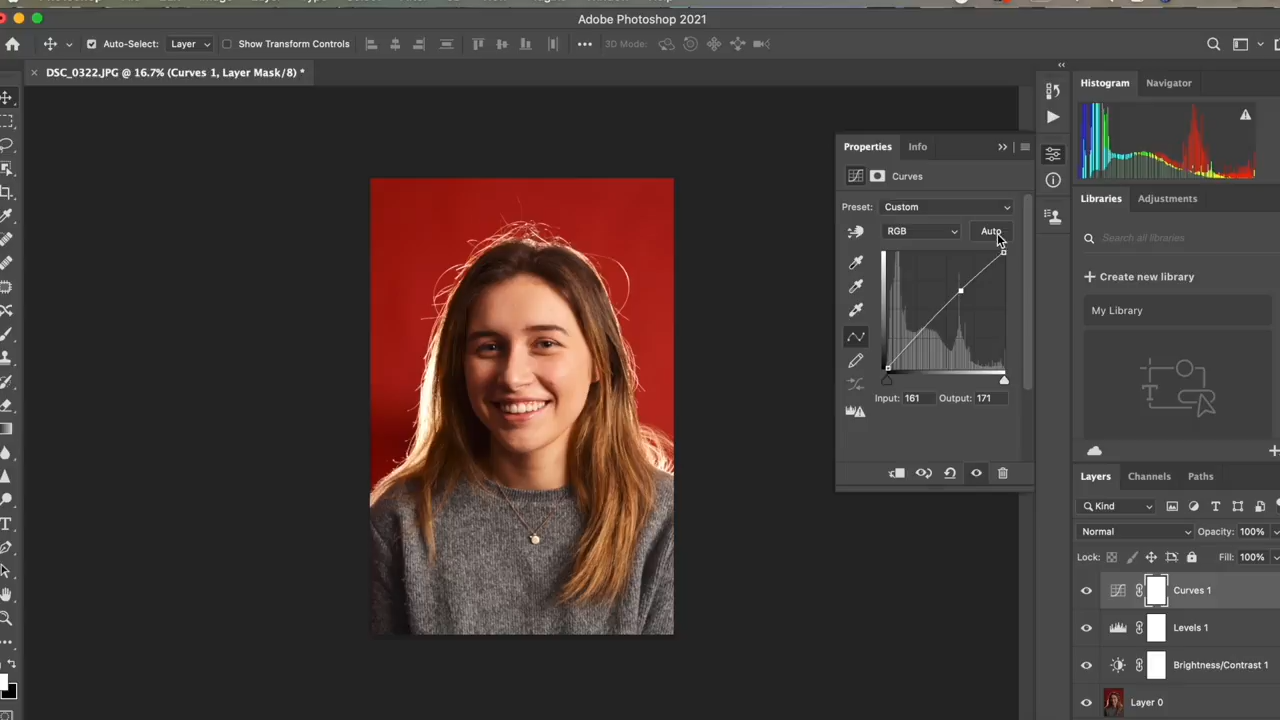 Adobe Photoshop 2021
Auto-Select: Layer Show Transform Controls 3D Mode:
DSC_0322.JPG @ 16.7% (Curves 1, Layer Mask/8) *
Histogram Navigator
Properties Info
Curves
Preset: Custom
RGB Auto
Input: 161 Output: 171
Libraries Adjustments
Search all libraries
Create new library
My Library
Layers Channels Paths
Kind
Normal Opacity: 100%
Lock: Fill: 100%
Curves 1
Levels 1
Brightness/Contrast 1
Layer 0